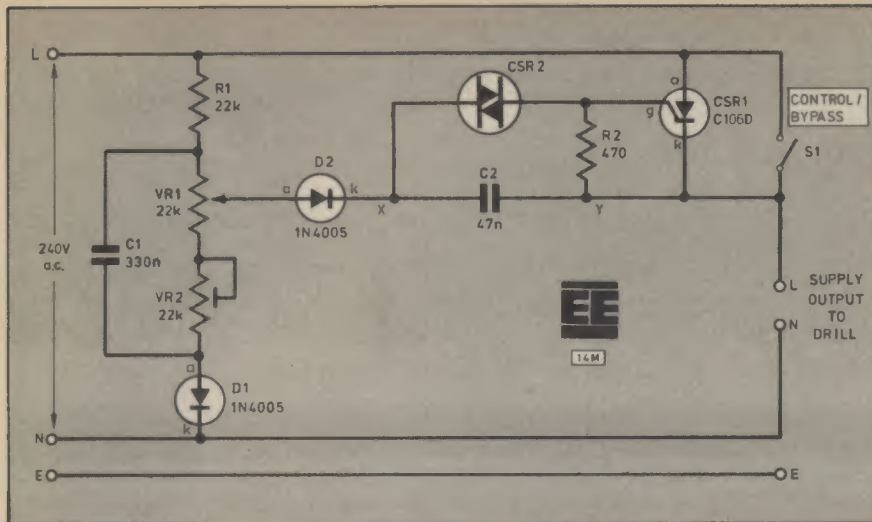 L
R1
22k
CSR 2
a
CSR1
C106D
g
k
CONTROL/
BYPASS
S1
R2
470
D2
a
k
1N4005
X
C2
47n
Y
VR1
22k
C1
330n
240V
a.c.
VR2
22k
a
D1
1N4005
k
EE
14M
L
N
SUPPLY
OUTPUT
TO
DRILL
N
E
E